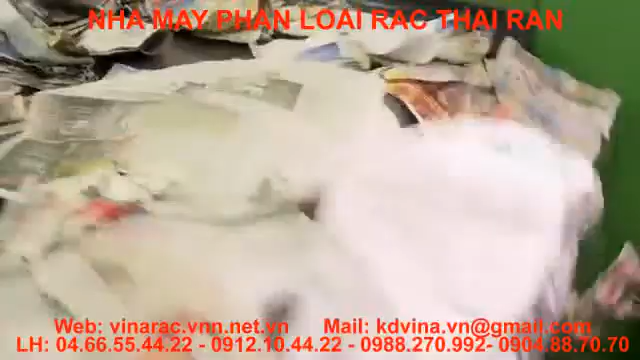 NHA MAY PHAN LOAI RAC THAI RAN
Web: vinarac.vnn.net.vn Mail: kdvina.vn@gmail.com
LH: 04.66.55.44.22 - 0912.10.44.22 - 0988.270.992- 0904.88.70.70